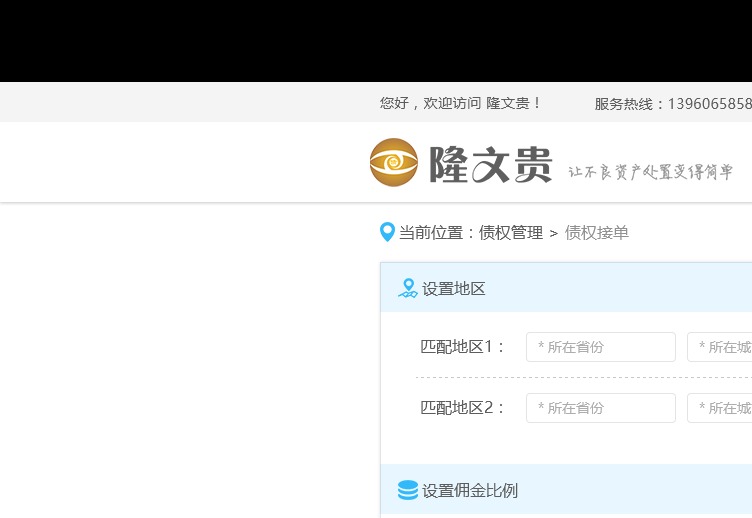 您好，欢迎访问 隆文贵！ 服务热线：1396065858
隆文贵 让不良资产处置变得简单
当前位置：债权管理 > 债权接单
设置地区
匹配地区1： * 所在省份 * 所在城
匹配地区2： * 所在省份 * 所在城
设置佣金比例